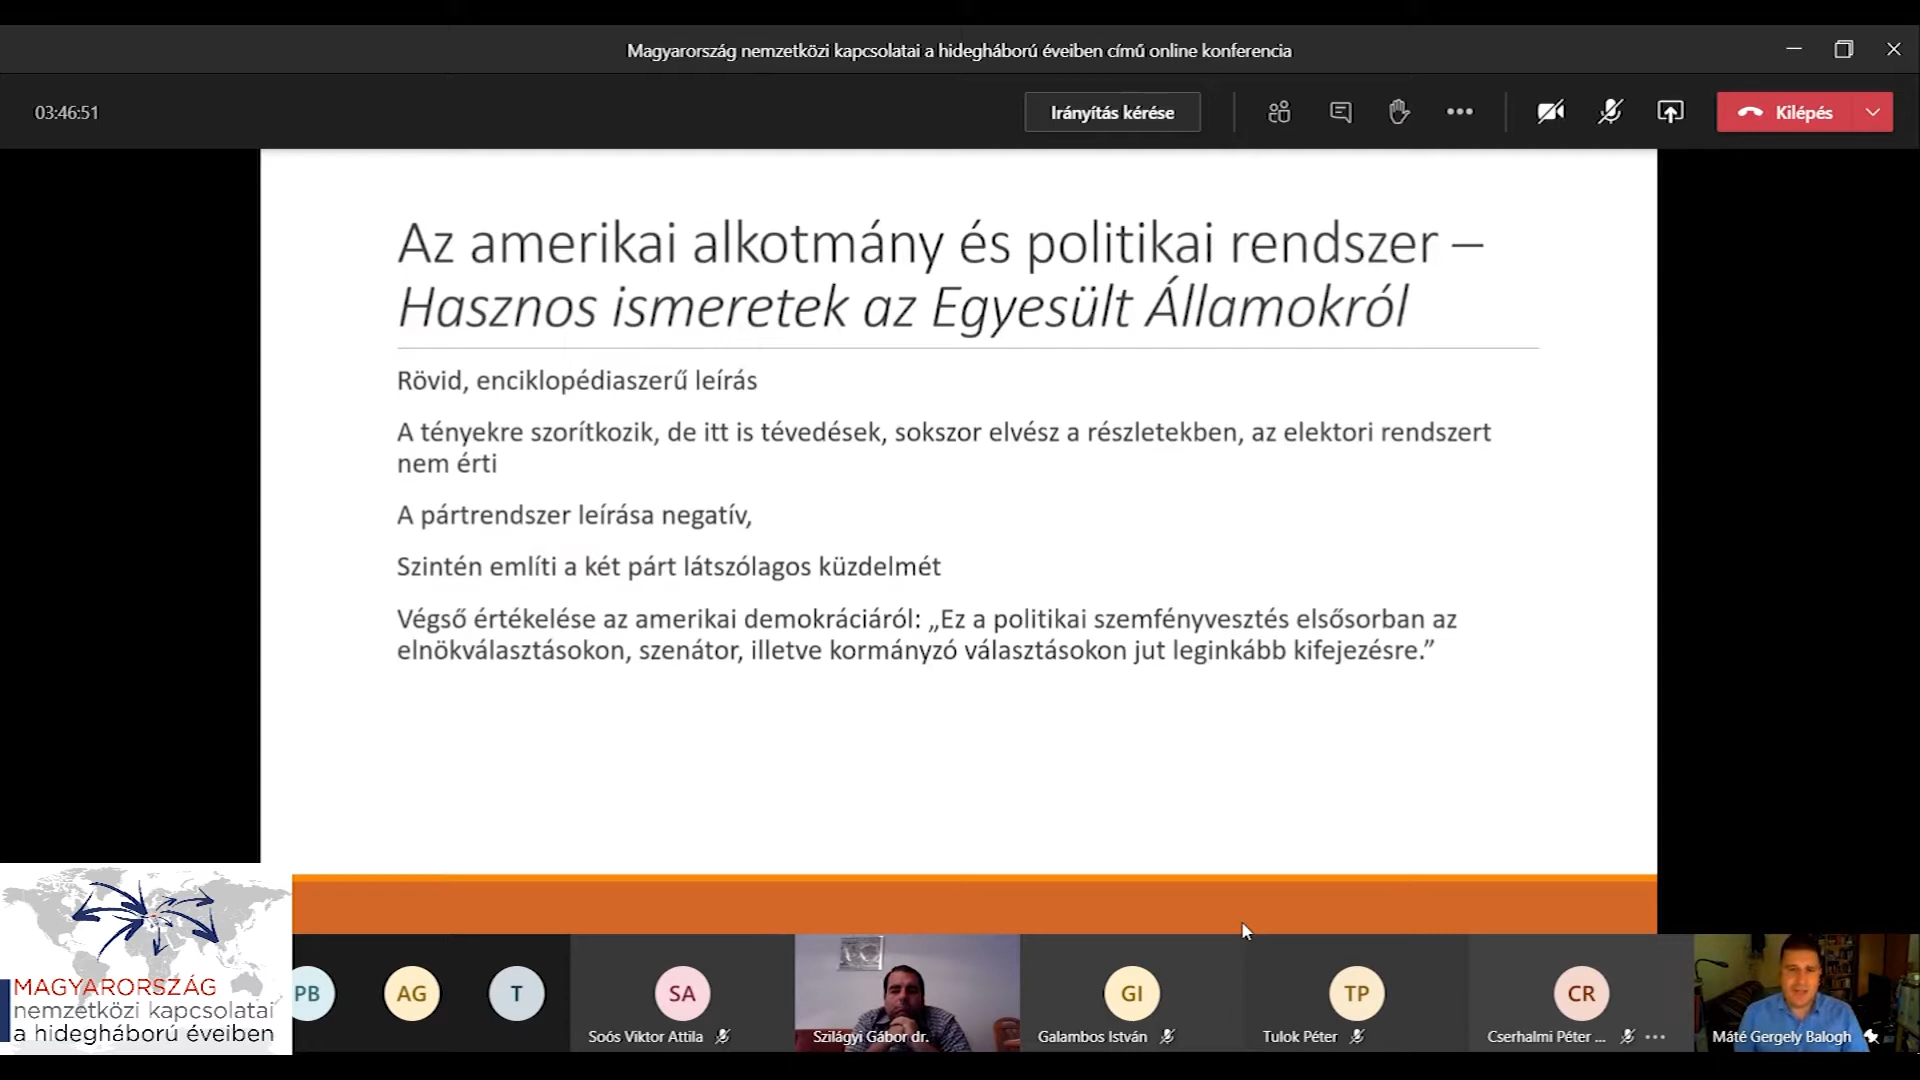 Magyarország nemzetközi kapcsolatai a hidegháború éveiben című online konferencia
03:46:51
Irányítás kérése
Kilépés
Az amerikai alkotmány és politikai rendszer –
Hasznos ismeretek az Egyesült Államokról
Rövid, enciklopédiaszerű leírás
A tényekre szorítkozik, de itt is tévedések, sokszor elvész a részletekben, az elektori rendszert
nem érti
A pártrendszer leírása negatív,
Szintén említi a két párt látszólagos küzdelmét
Végső értékelése az amerikai demokráciáról: „Ez a politikai szemfényvesztés elsősorban az
elnökválasztásokon, szenátor, illetve kormányzó választásokon jut leginkább kifejezésre.”
MAGYARORSZÁG
nemzetközi kapcsolatai
a hidegháború éveiben
PB
AG
T
SA
Soós Viktor Attila
Szilágyi Gábor dr.
GI
Galambos István
TP
Tulok Péter
CR
Cserhalmi Péter ...
Máté Gergely Balogh